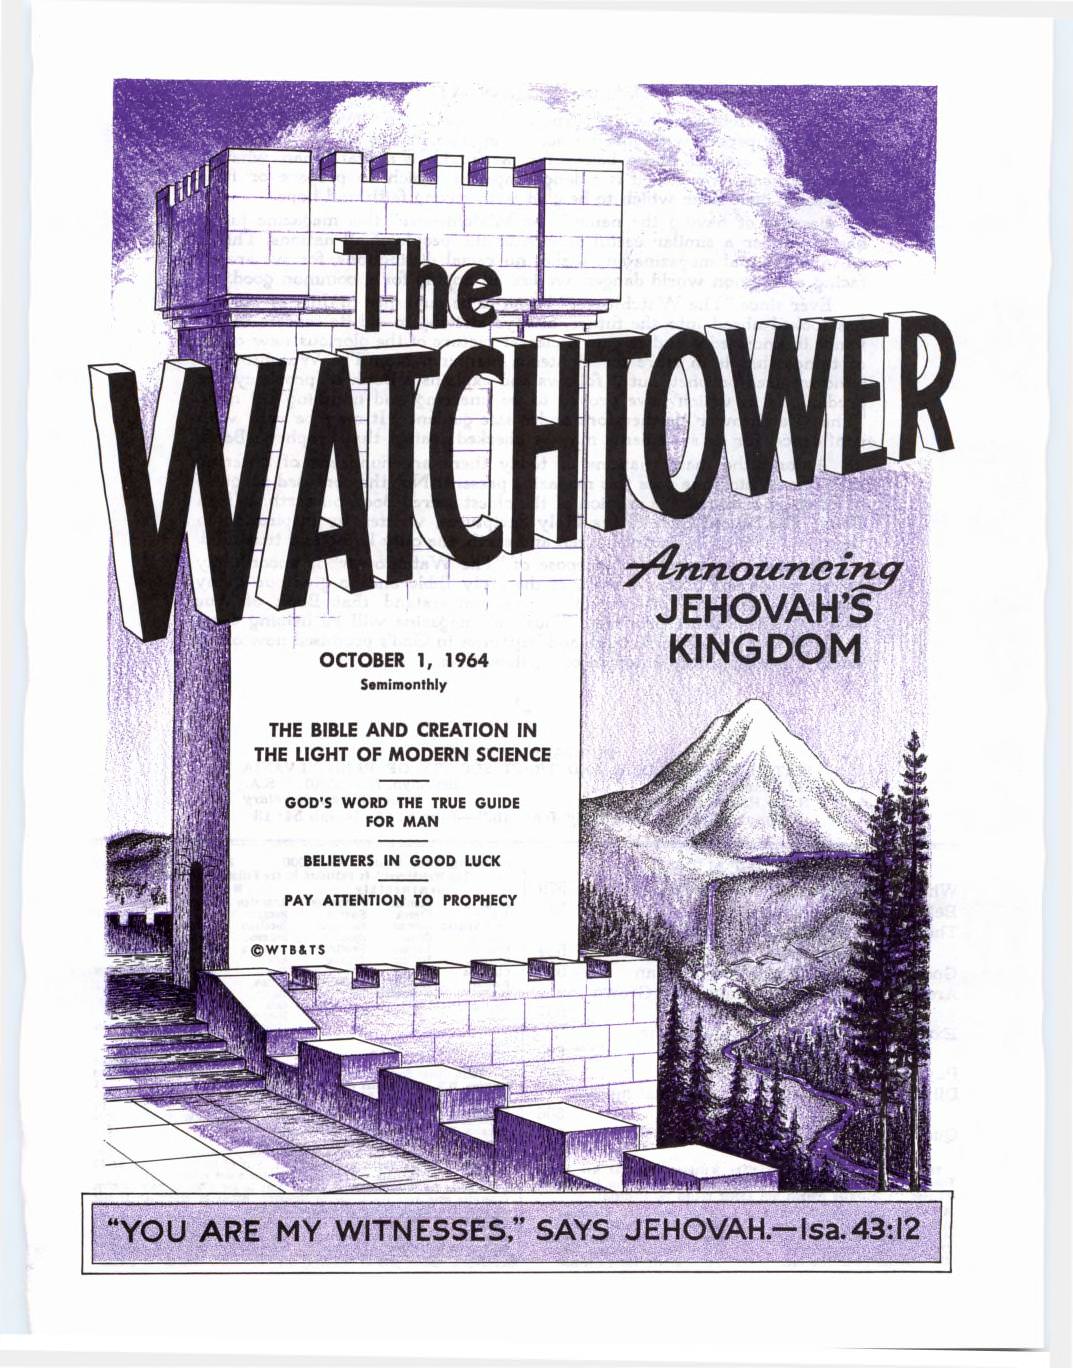 The
WATCHTOWER
Announcing
JEHOVAH'S
KINGDOM
OCTOBER 1, 1964
Semimonthly
THE BIBLE AND CREATION IN
THE LIGHT OF MODERN SCIENCE
GOD'S WORD THE TRUE GUIDE
FOR MAN
BELIEVERS IN GOOD LUCK
PAY ATTENTION TO PROPHECY
©WTB&TS
“YOU ARE MY WITNESSES,” SAYS JEHOVAH.—Isa. 43:12